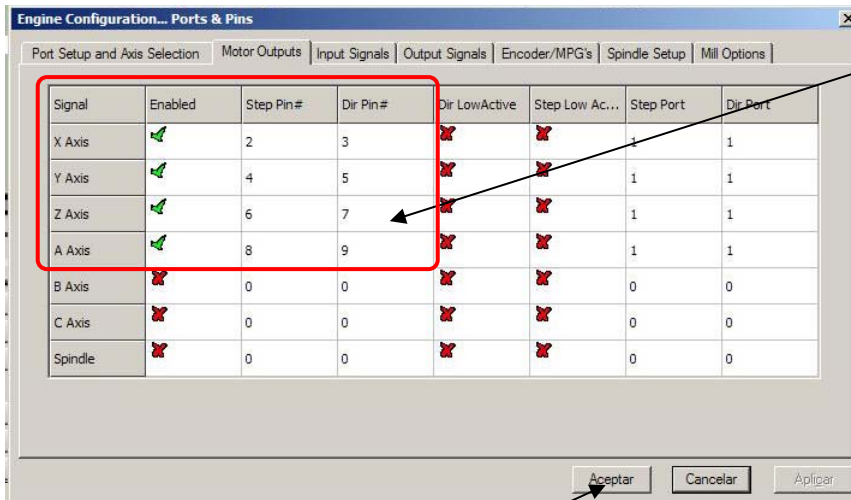 Engine Configuration... Ports & Pins
Port Setup and Axis Selection Motor Outputs Input Signals Output Signals Encoder/MPG's Spindle Setup Mill Options
Signal Enabled Step Pin# Dir Pin# Dir LowActive Step Low Ac... Step Port Dir Port
X Axis 2 3 1 1
Y Axis 4 5 1 1
Z Axis 6 7 1 1
A Axis 8 9 1 1
B Axis 0 0 0 0
C Axis 0 0 0 0
Spindle 0 0 0 0
Aceptar Cancelar Aplicar